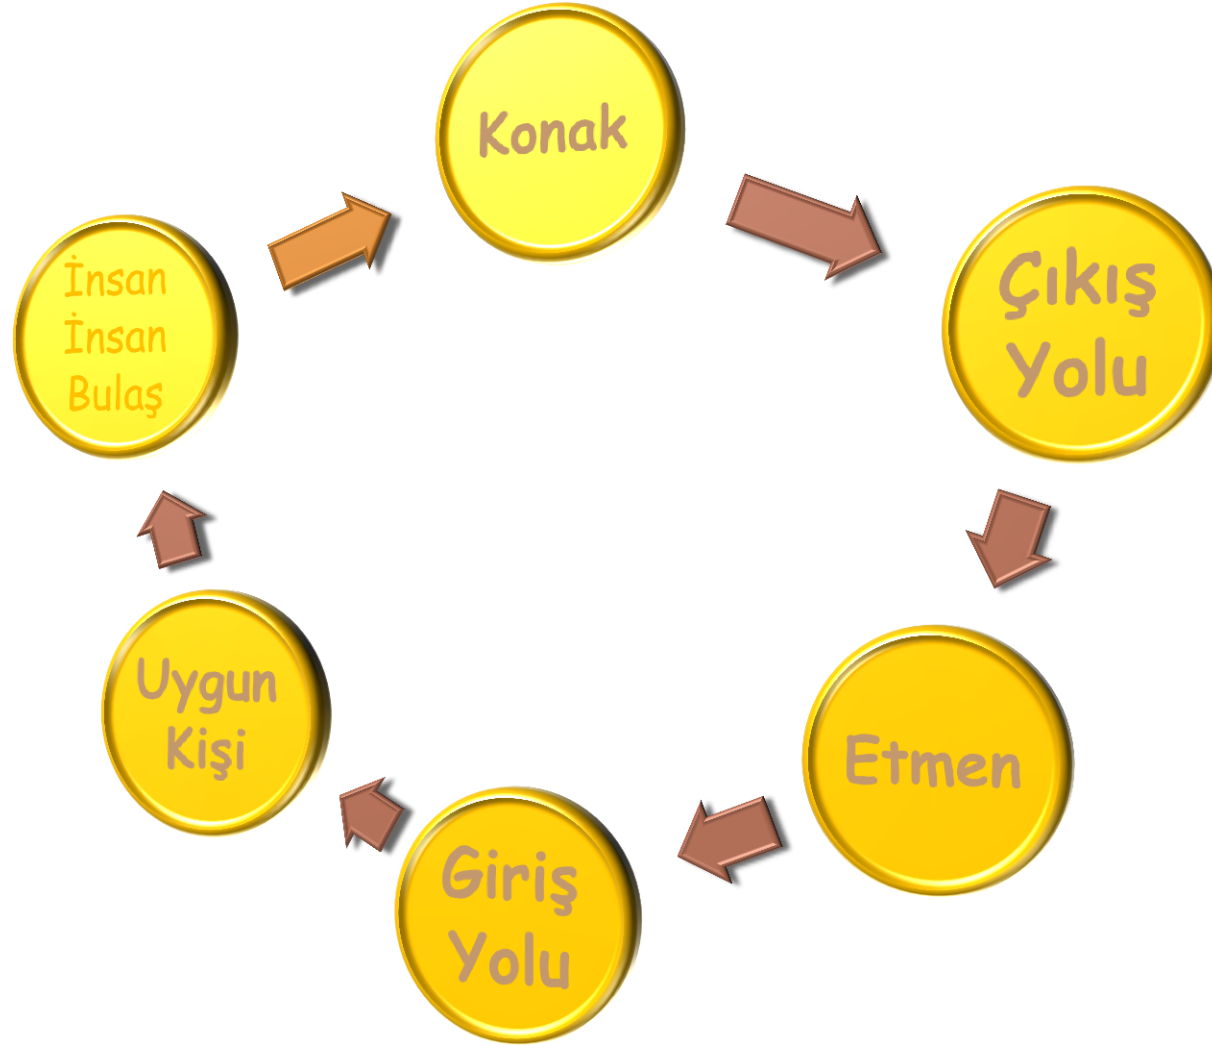 Konak
Çıkış
Yolu
Etmen
Giriş
Yolu
Uygun
Kişi
İnsan
İnsan
Bulaş